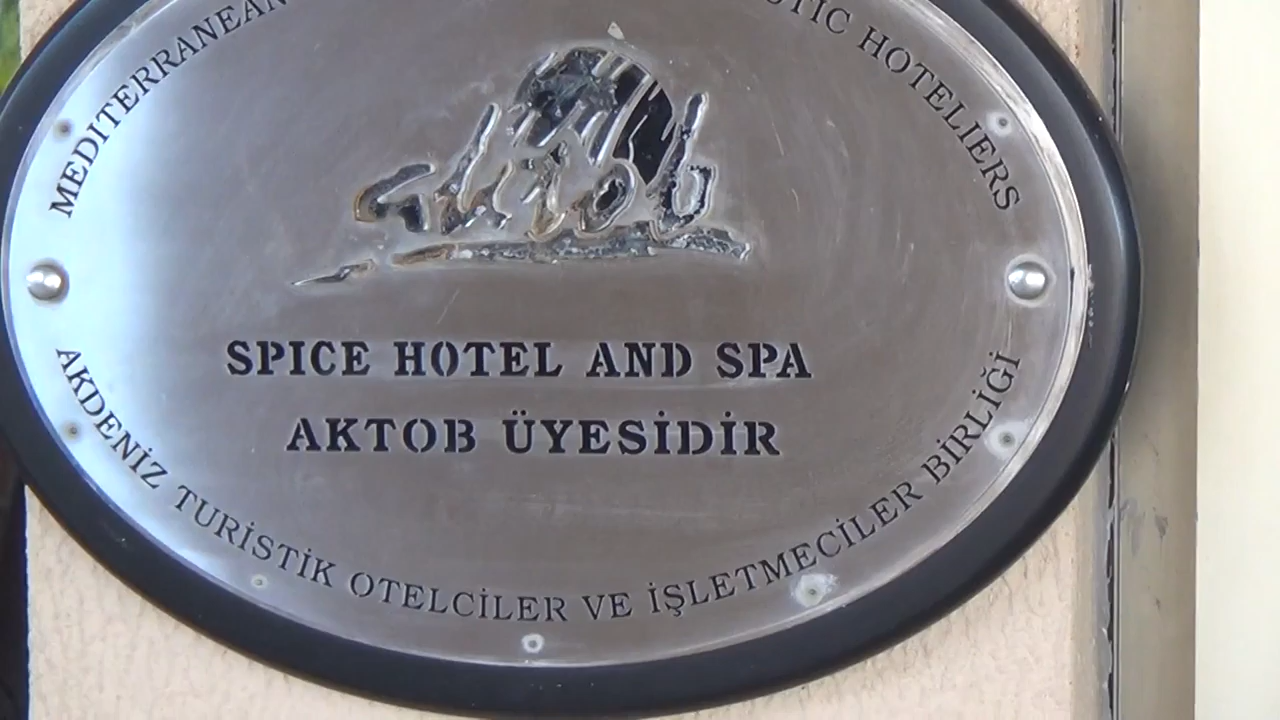 MEDITERRANEAN
HOTELIERS
aktob
SPICE HOTEL AND SPA
AKTOB ÜYESİDİR
AKDENİZ TURİSTİK OTELCİLER VE İŞLETMECİLER BİRLİĞİ